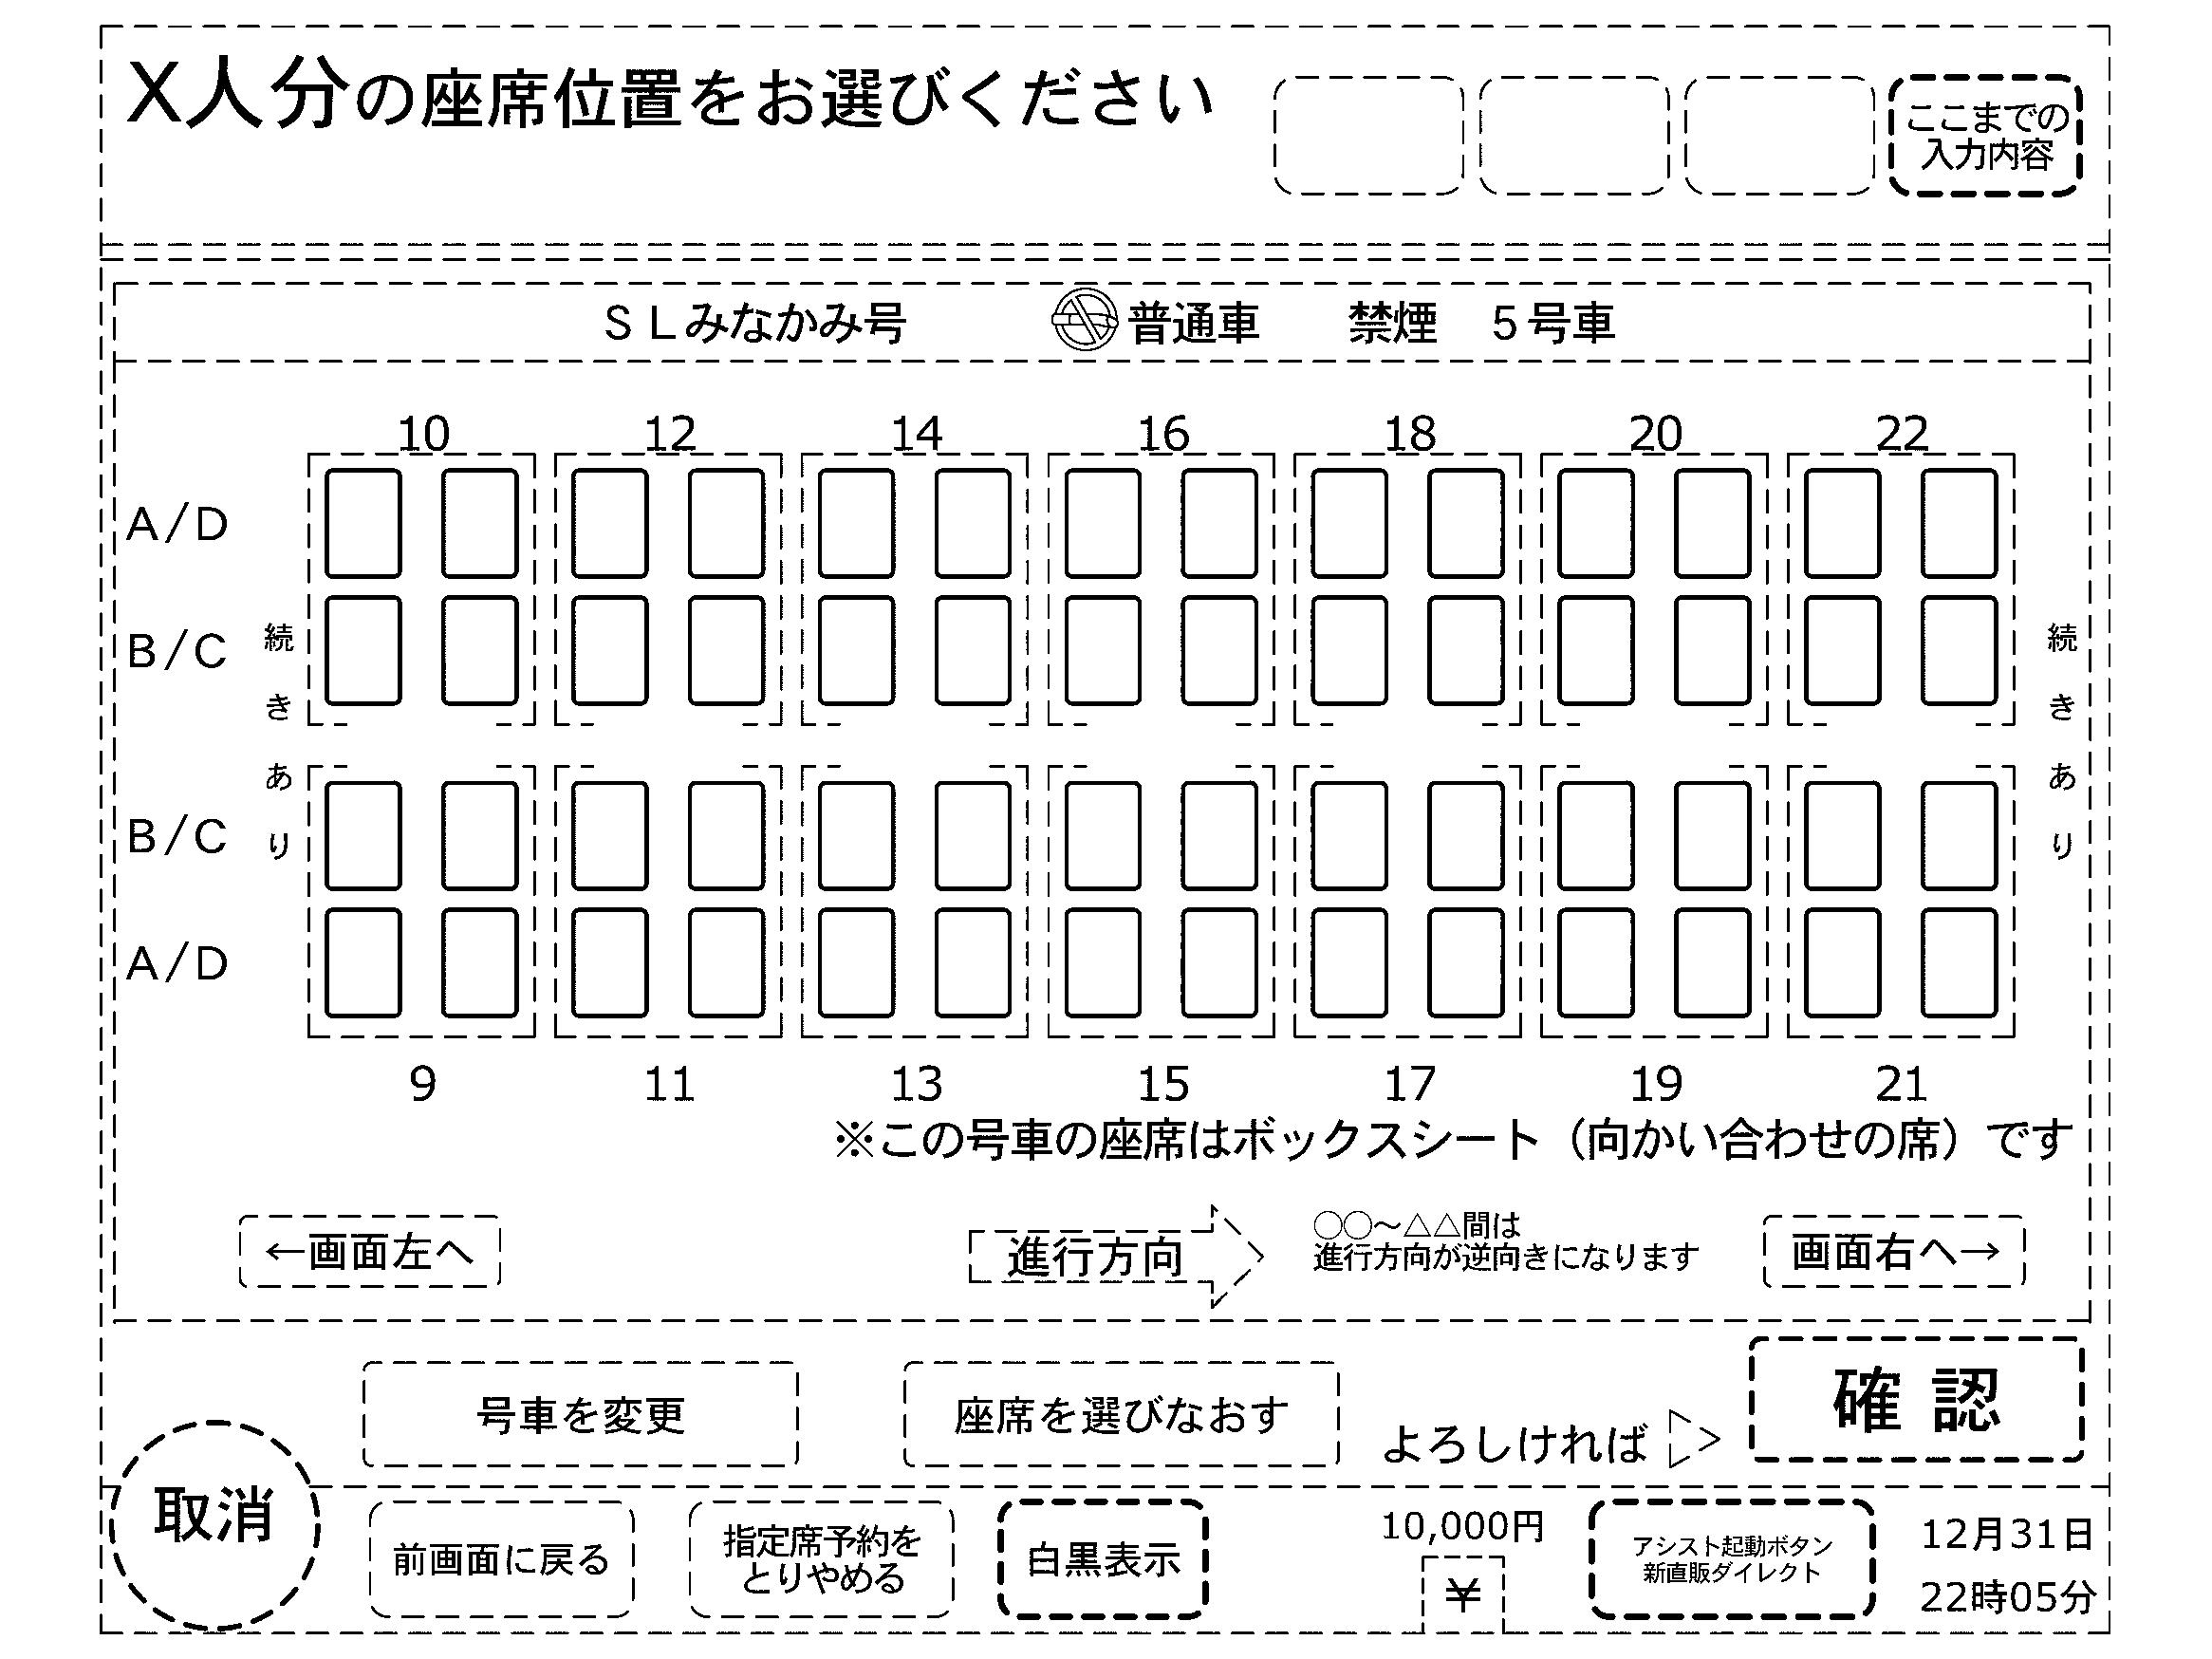 X人分の座席位置をお選びください
ここまでの
入力内容
ＳＬみなかみ号 普通車 禁煙 5号車
10 12 14 16 18 20 22
A/D
B/C
続きあり
続きあり
B/C
A/D
9 11 13 15 17 19 21
※この号車の座席はボックスシート（向かい合わせの席）です
←画面左へ
進行方向
○○～△△間は
進行方向が逆向きになります
画面右へ→
号車を変更
座席を選びなおす
よろしければ
確認
取消
前画面に戻る
指定席予約を
とりやめる
白黒表示
10,000円
¥
アシスト起動ボタン
新直販ダイレクト
12月31日
22時05分